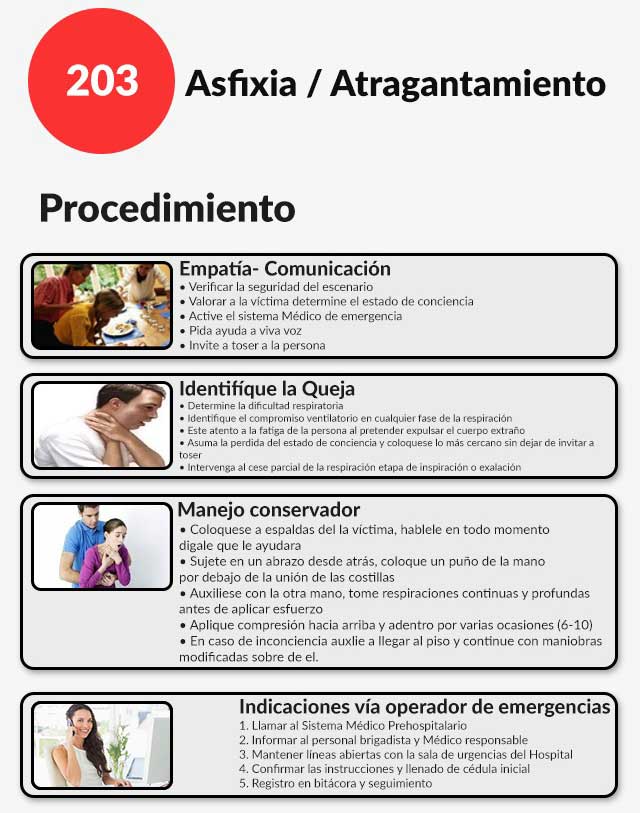 203
Asfixia / Atragantamiento
Procedimiento
Empatía- Comunicación
• Verificar la seguridad del escenario
• Valorar a la víctima determine el estado de conciencia
• Active el sistema Médico de emergencia
• Pida ayuda a viva voz
• Invite a toser a la persona
Identifíque la Queja
• Determine la dificultad respiratoria
• Identifique el compromiso ventilatorio en cualquier fase de la respiración
• Este atento a la fatiga de la persona al pretender expulsar el cuerpo extraño
• Asuma la perdida del estado de conciencia y coloquese lo más cercano sin dejar de invitar a
toser
• Intervenga al cese parcial de la respiración etapa de inspiración o exalación
Manejo conservador
• Coloquese a espaldas del la víctima, hablele en todo momento
digale que le ayudara
• Sujete en un abrazo desde atrás, coloque un puño de la mano
por debajo de la unión de las costillas
• Auxiliese con la otra mano, tome respiraciones continuas y profundas
antes de aplicar esfuerzo
• Aplique compresión hacia arriba y adentro por varias ocasiones (6-10)
• En caso de inconciencia auxlie a llegar al piso y continue con maniobras
modificadas sobre de el.
Indicaciones vía operador de emergencias
1. Llamar al Sistema Médico Prehospitalario
2. Informar al personal brigadista y Médico responsable
3. Mantener líneas abiertas con la sala de urgencias del Hospital
4. Confirmar las instrucciones y llenado de cédula inicial
5. Registro en bitácora y seguimiento